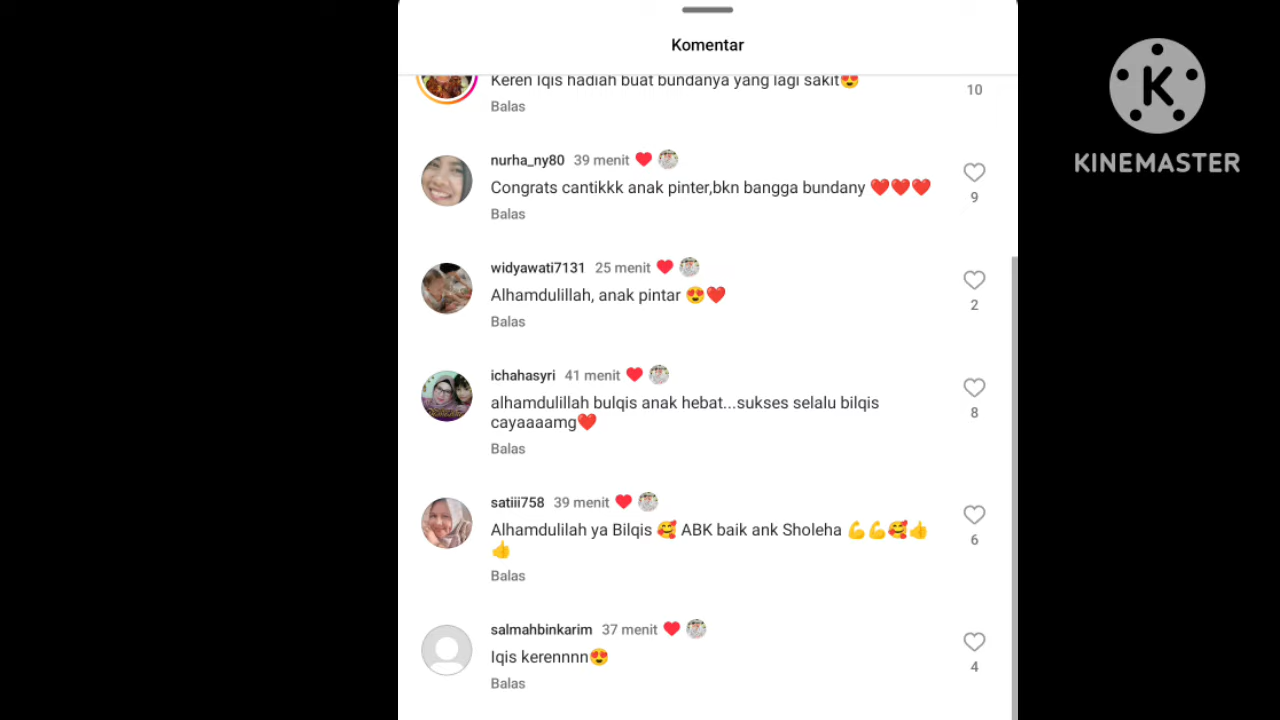 Komentar
Keren Iqis hadiah buat bundanya yang lagi sakit😍
10
Balas
KINEMASTER
nurha_ny80 39 menit ❤️
Congrats cantikkk anak pinter,bkn bangga bundany ❤️❤️❤️
9
Balas
widyawati7131 25 menit ❤️
Alhamdulillah, anak pintar 😍❤️
2
Balas
ichahasyri 41 menit ❤️
alhamdulillah bulqis anak hebat...sukses selalu bilqis
cayaaaamg❤️
8
Balas
satiii758 39 menit ❤️
Alhamdulilah ya Bilqis 🥰 ABK baik ank Sholeha 💪💪🥰👍
👍
6
Balas
salmahbinkarim 37 menit ❤️
Iqis kerennnn😍
4
Balas